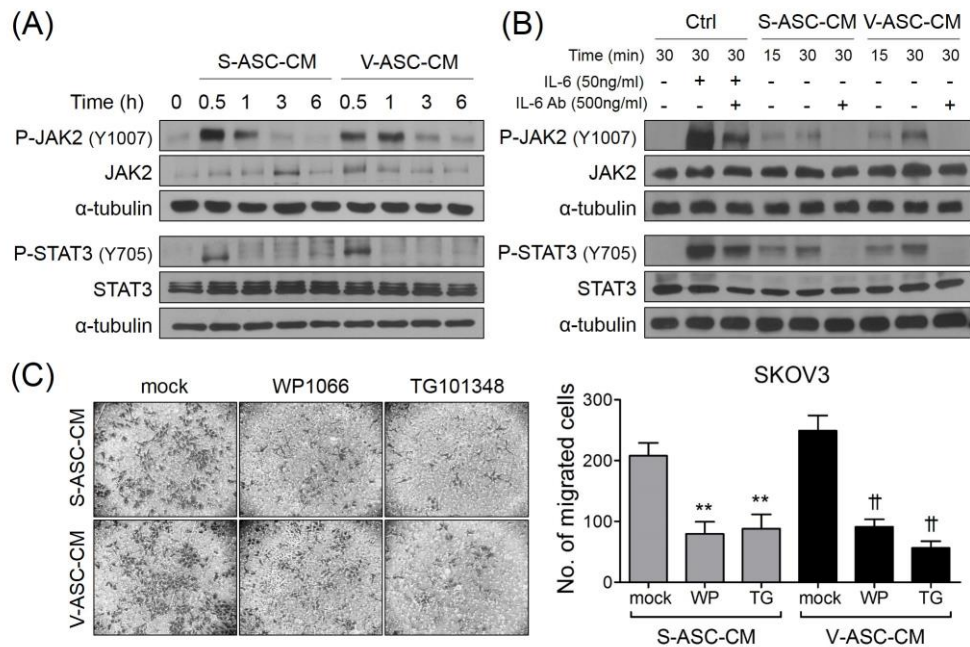 (A)
S-ASC-CM V-ASC-CM
Time (h) 0 0.5 1 3 6 0.5 1 3 6
P-JAK2 (Y1007)
JAK2
α-tubulin
P-STAT3 (Y705)
STAT3
α-tubulin
(B)
Ctrl S-ASC-CM V-ASC-CM
Time (min) 30 30 30 15 30 30 15 30 30
IL-6 (50ng/ml) - + + - - - - - -
IL-6 Ab (500ng/ml) - - + - - + - - +
P-JAK2 (Y1007)
JAK2
α-tubulin
P-STAT3 (Y705)
STAT3
α-tubulin
(C)
mock WP1066 TG101348
S-ASC-CM
V-ASC-CM
SKOV3
No. of migrated cells
300
200
100
0
** ** †† ††
mock WP TG mock WP TG
S-ASC-CM V-ASC-CM